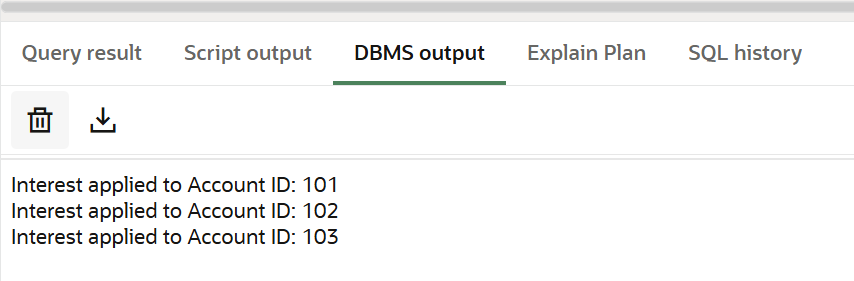 Query result Script output DBMS output Explain Plan SQL history
Interest applied to Account ID: 101
Interest applied to Account ID: 102
Interest applied to Account ID: 103